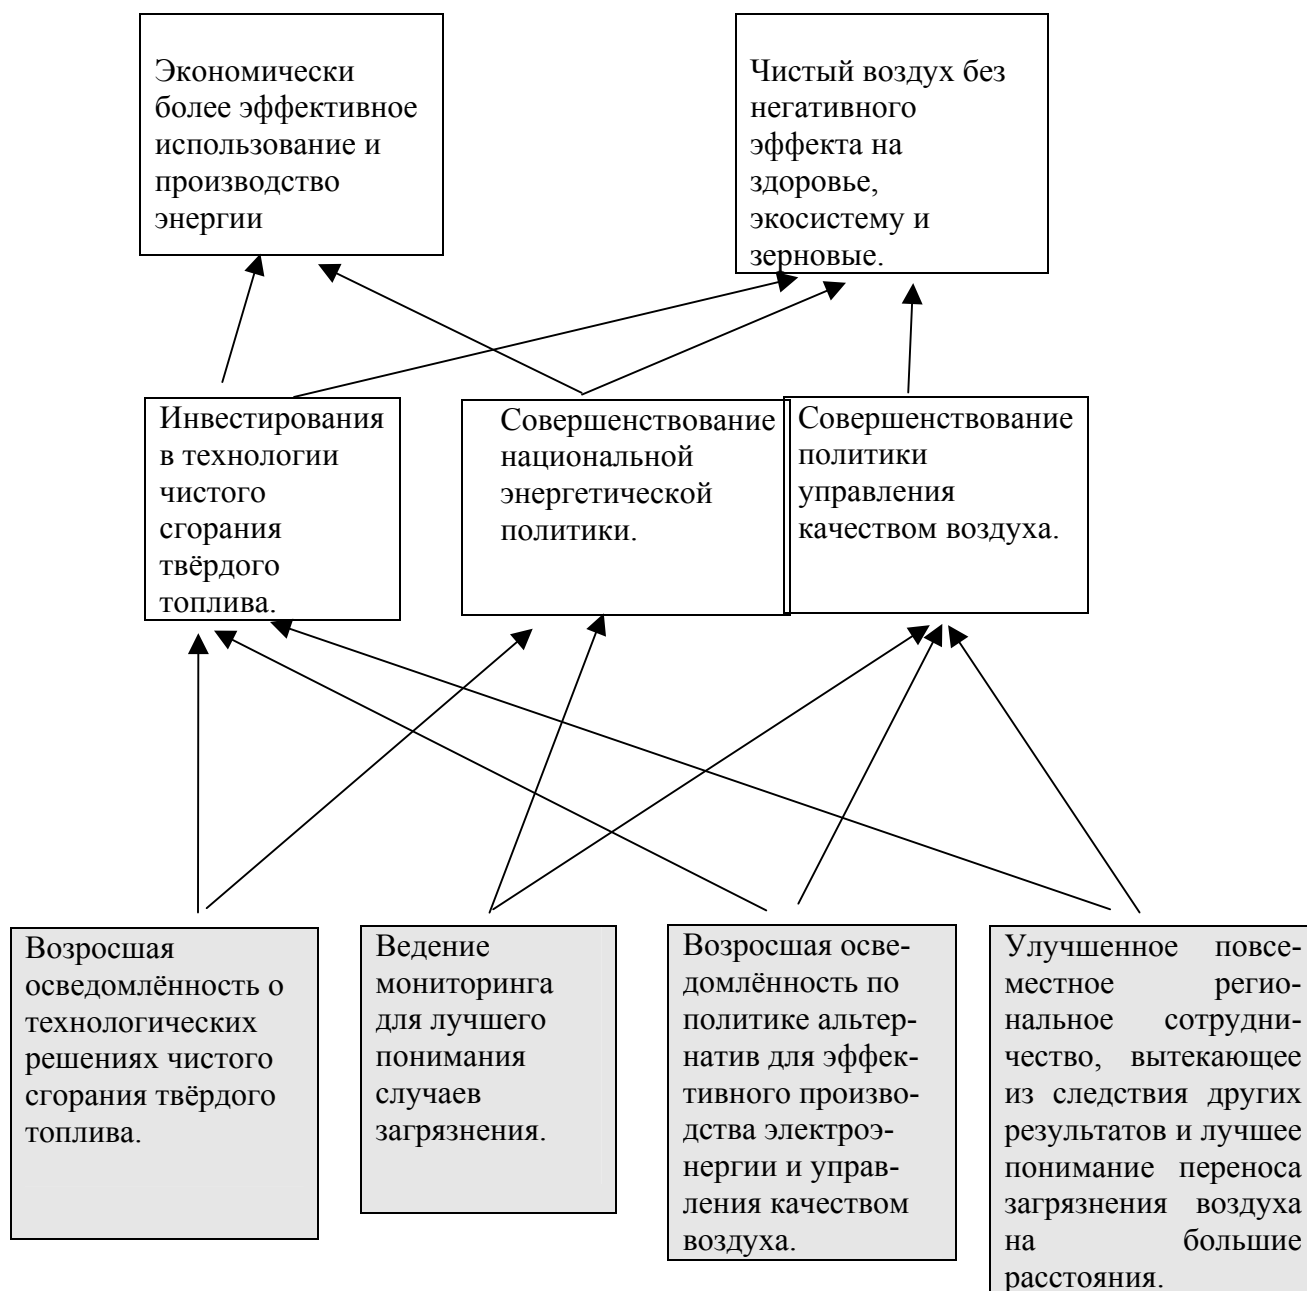 Экономически
более эффективное
использование и
производство
энергии
Чистый воздух без
негативного
эффекта на
здоровье,
экосистему и
зерновые.
Инвестирования
в технологии
чистого
сгорания
твёрдого
топлива.
Совершенствование
национальной
энергетической
политики.
Совершенствование
политики
управления
качеством воздуха.
Возросшая
осведомлённость о
технологических
решениях чистого
сгорания твёрдого
топлива.
Ведение
мониторинга
для лучшего
понимания
случаев
загрязнения.
Возросшая осве-
домлённость по
политике альтер-
натив для эффек-
тивного произво-
дства электроэ-
нергии и управ-
ления качеством
воздуха.
Улучшенное повсе-
местное регио-
нальное сотрудни-
чество, вытекающее
из следствия других
результатов и лучшее
понимание переноса
загрязнения воздуха
на большие
расстояния.